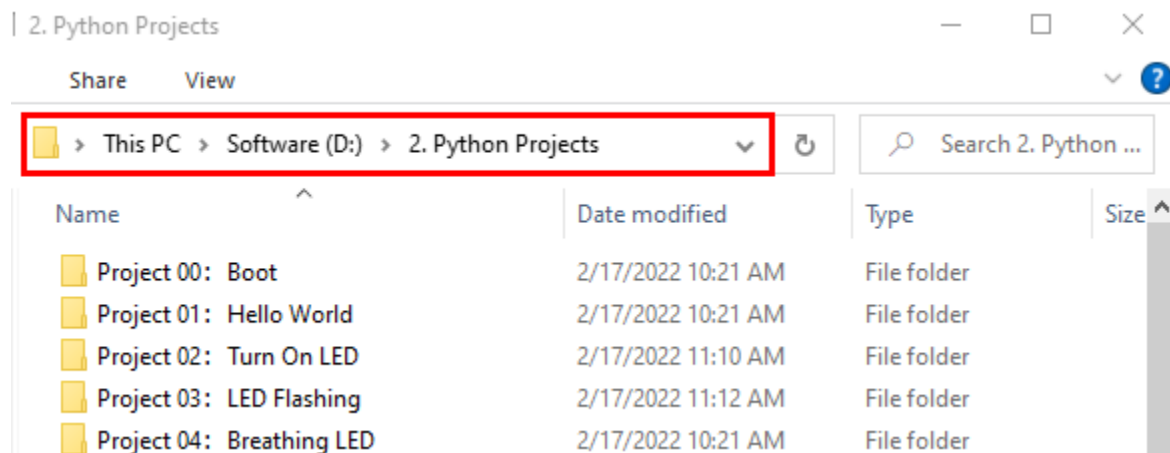 2. Python Projects
Share View
This PC > Software (D:) > 2. Python Projects Search 2. Python ...
Name Date modified Type Size
Project 00： Boot 2/17/2022 10:21 AM File folder
Project 01： Hello World 2/17/2022 10:21 AM File folder
Project 02： Turn On LED 2/17/2022 11:10 AM File folder
Project 03： LED Flashing 2/17/2022 11:12 AM File folder
Project 04： Breathing LED 2/17/2022 10:21 AM File folder